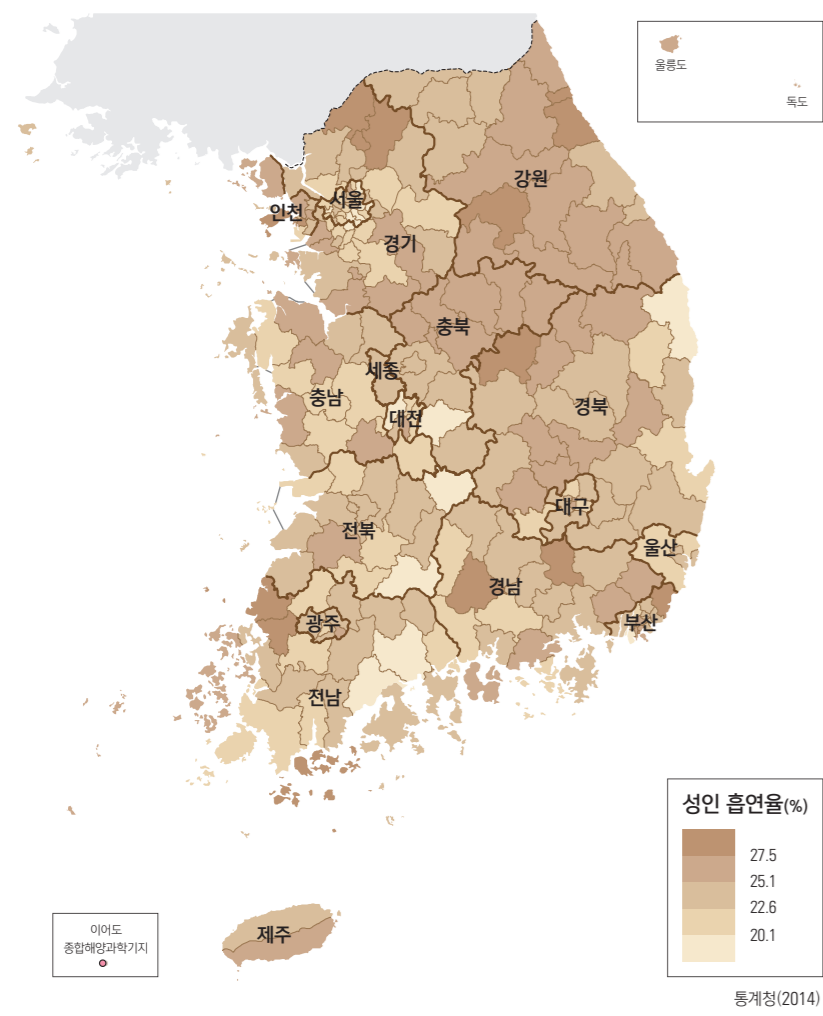 울릉도
독도
강원
서울
인천
경기
충북
세종
충남
대전
경북
대구
전북
울산
경남
광주
부산
전남
제주
이어도
종합해양과학기지
성인 흡연율(%)
27.5
25.1
22.6
20.1
통계청(2014)